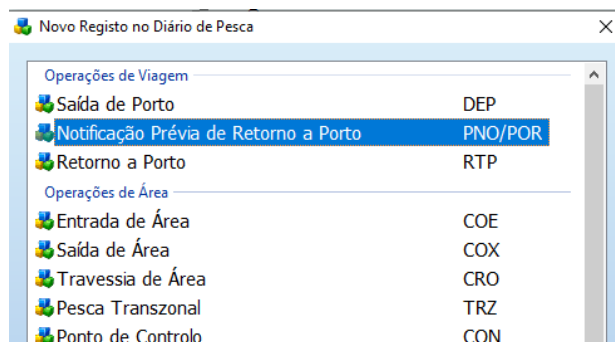 Novo Registo no Diário de Pesca
Operações de Viagem
Saída de Porto DEP
Notificação Prévia de Retorno a Porto PNO/POR
Retorno a Porto RTP
Operações de Área
Entrada de Área COE
Saída de Área COX
Travessia de Área CRO
Pesca Transzonal TRZ
Ponto de Controlo CON